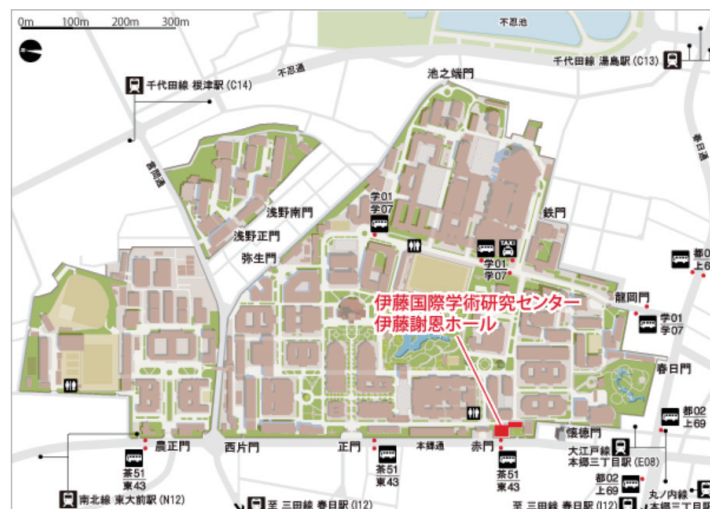 0m 100m 200m 300m
不忍池
千代田線 湯島駅 (C13)
千代田線 根津駅 (C14)
不忍通
池之端門
春日通
言問通
浅野南門
学01
学07
鉄門
浅野正門
弥生門
TAXI
学01
学07
都0
上6
龍岡門
伊藤国際学術研究センター
伊藤謝恩ホール
学01
学07
春日門
都02
上69
農正門
西片門
正門
本郷通
赤門
懐徳門
大江戸線
本郷三丁目駅 (E08)
茶51
東43
茶51
東43
茶51
東43
都02
上69
丸ノ内線
本郷三丁目駅
南北線 東大前駅 (N12)
至 三田線 春日駅 (I12)
至 三田線 春日駅 (I12)